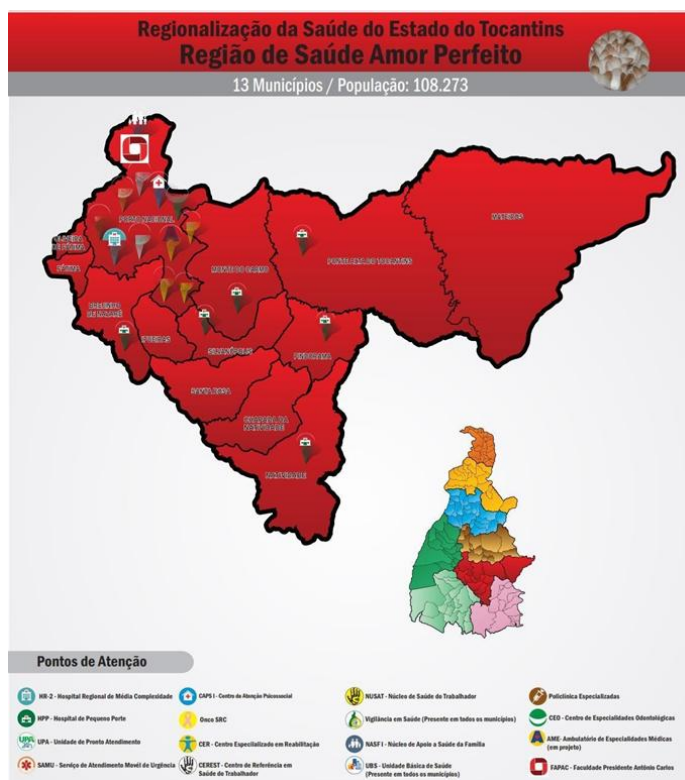 Regionalização da Saúde do Estado do Tocantins
Região de Saúde Amor Perfeito
13 Municípios / População: 108.273
PORTO NACIONAL
OLIVEIRA
DE FÁTIMA
FÁTIMA
BREJINHO
DE NAZARÉ
IPUEIRAS
MONTE DO CARMO
SILVANÓPOLIS
PONTE ALTA DO TOCANTINS
MATEIROS
PINDORAMA
SANTA ROSA
CHAPADA DA
NATIVIDADE
NATIVIDADE
Pontos de Atenção
HR-2 - Hospital Regional de Média Complexidade
HPP - Hospital de Pequeno Porte
UPA
UPA - Unidade de Pronto Atendimento
SAMU - Serviço de Atendimento Movél de Urgência
CAPS I - Centro de Atenção Psicossocial
Doco SRC
CER - Centro Especializado em Reabilitação
CEREST - Centro de Referência em
Saúde do Trabalhador
NUSAT - Núcleo de Saúde do Trabalhador
Vigilância em Saúde (Presente em todos os municípios)
NASF I - Núcleo de Apoio a Saúde da Família
UBS - Unidade Básica de Saúde
(Presente em todos os municípios)
Policlínica Especializadas
CEO - Centro de Especialidades Odontológicas
AME - Ambulatório de Especialidades Médicas
(em projeto)
FAPAC - Faculdade Presidente Antônio Carlos